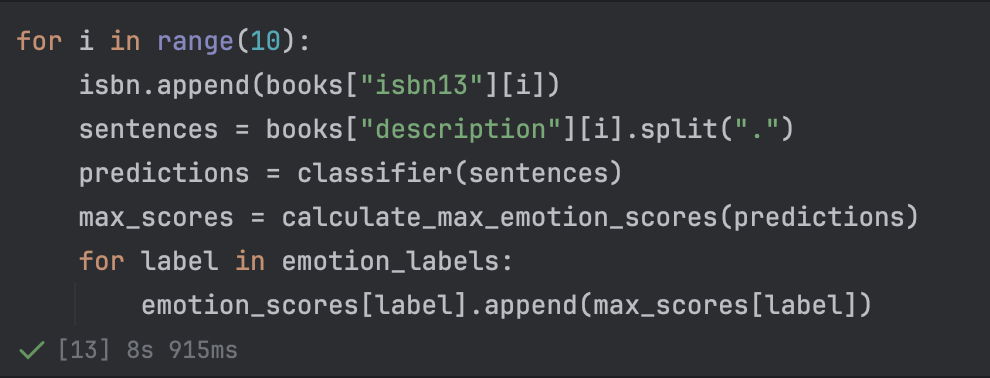 for i in range(10):
    isbn.append(books["isbn13"][i])
    sentences = books["description"][i].split(".")
    predictions = classifier(sentences)
    max_scores = calculate_max_emotion_scores(predictions)
    for label in emotion_labels:
        emotion_scores[label].append(max_scores[label])
[13] 8s 915ms